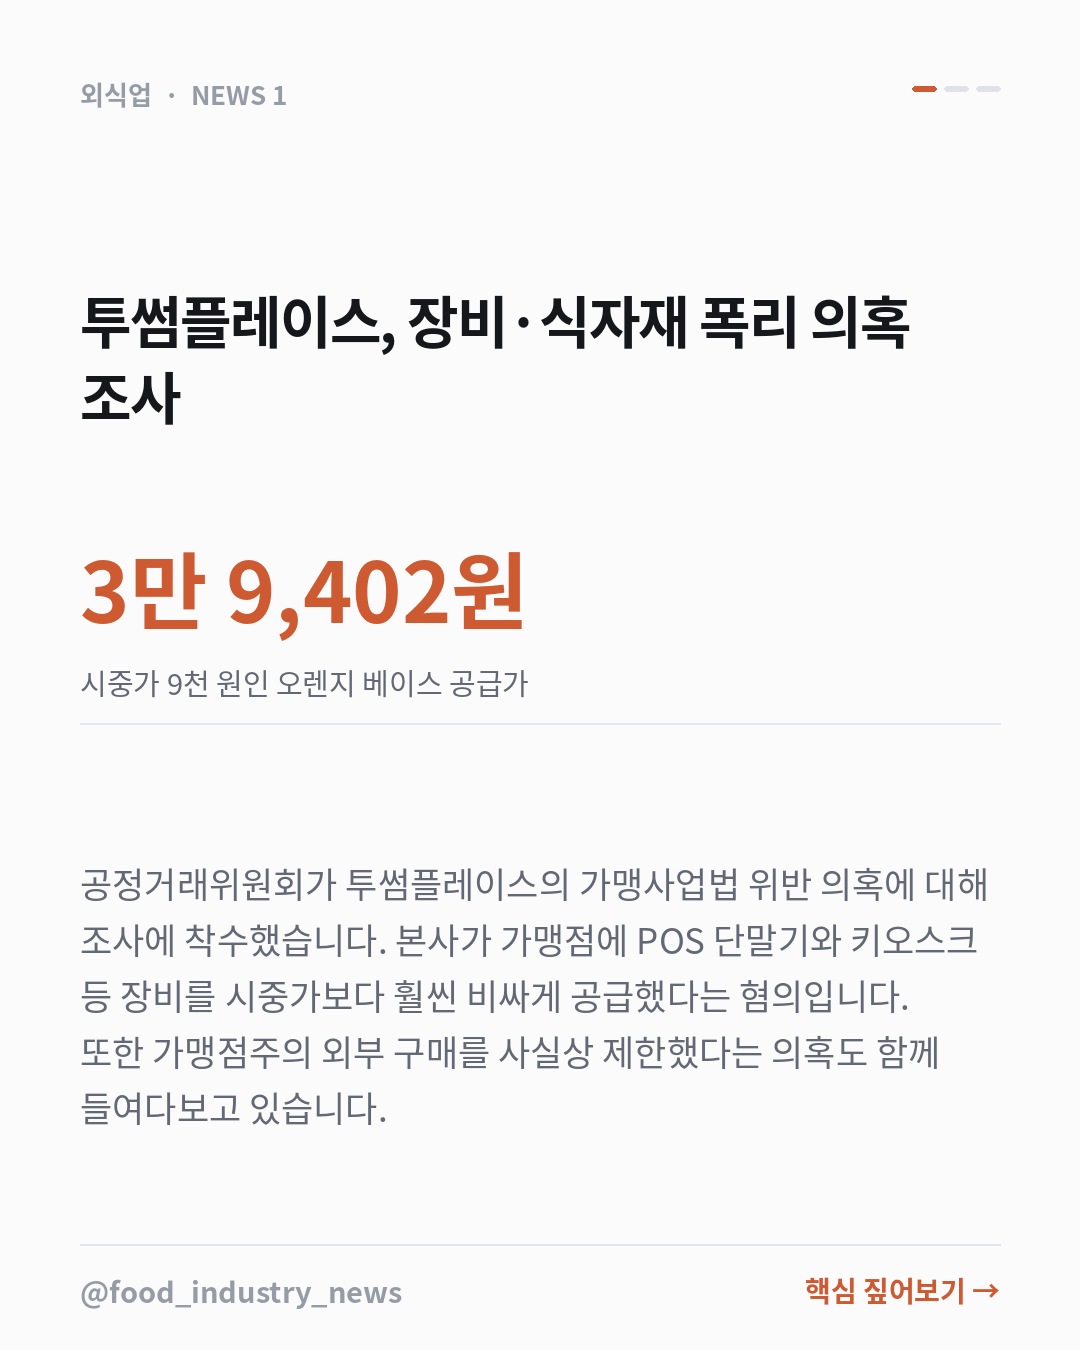 외식업 · NEWS 1
투썸플레이스, 장비·식자재 폭리 의혹
조사
3만 9,402원
시중가 9천 원인 오렌지 베이스 공급가
공정거래위원회가 투썸플레이스의 가맹사업법 위반 의혹에 대해
조사에 착수했습니다. 본사가 가맹점에 POS 단말기와 키오스크
등 장비를 시중가보다 훨씬 비싸게 공급했다는 혐의입니다.
또한 가맹점주의 외부 구매를 사실상 제한했다는 의혹도 함께
들여다보고 있습니다.
@food_industry_news
핵심 짚어보기 →